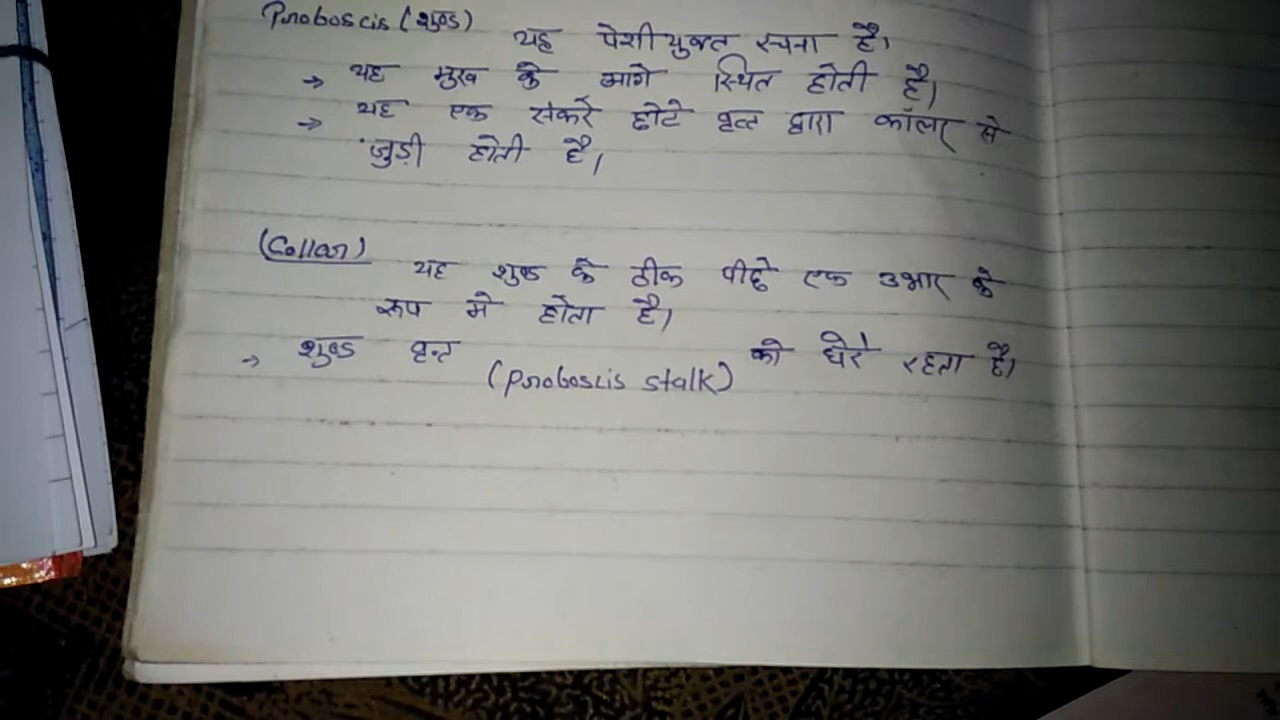 Proboscis (शुण्ड)
यह पेशीयुक्त रचना है।
→ यह मुख के आगे स्थित होती है।
→ यह एक संकरे छोटे वृन्त द्वारा कॉलर से
जुड़ी होती है।
(Collar)
यह शुण्ड के ठीक पीछे एक उभार के
रूप मे होता है।
→ शुण्ड वृन्त (Proboscis stalk) को घेरे रहता है।